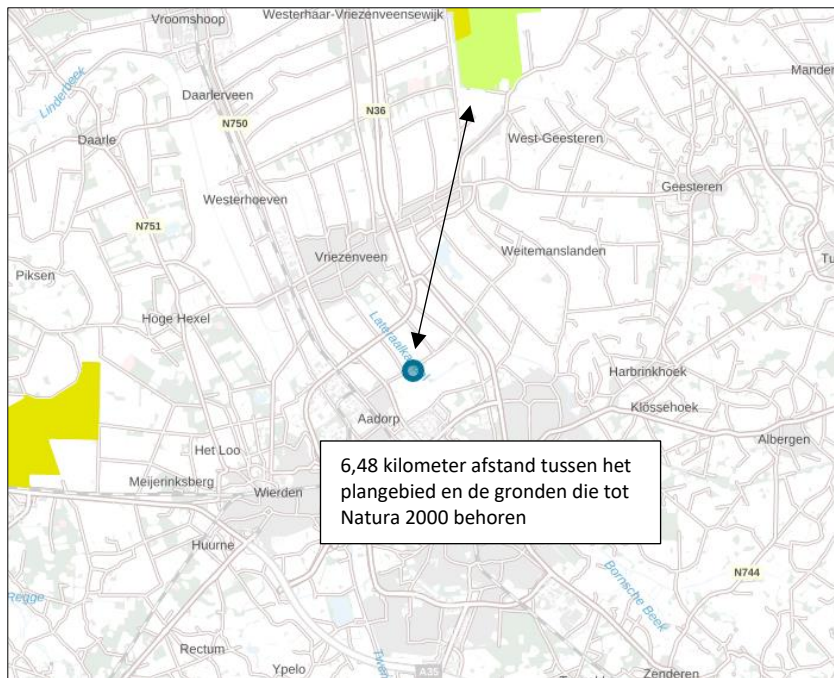 Vroomshoop
Westerhaar-Vriezenveensewijk
Linderbeek
Daarlerveen
Mander
N36
N750
Daarle
West-Geesteren
Geesteren
Westerhoeven
N751
Weitemanslanden
Vriezenveen
Tu
Piksen
Hoge Hexel
Harbrinkhoek
Klössehoek
Aadorp
Albergen
Het Loo
6,48 kilometer afstand tussen het
plangebied en de gronden die tot
Natura 2000 behoren
Meijerinksberg
Wierden
Huurne
Bornsche Beek
N744
Regge
Rectum
Ypelo
A35
Zenderen